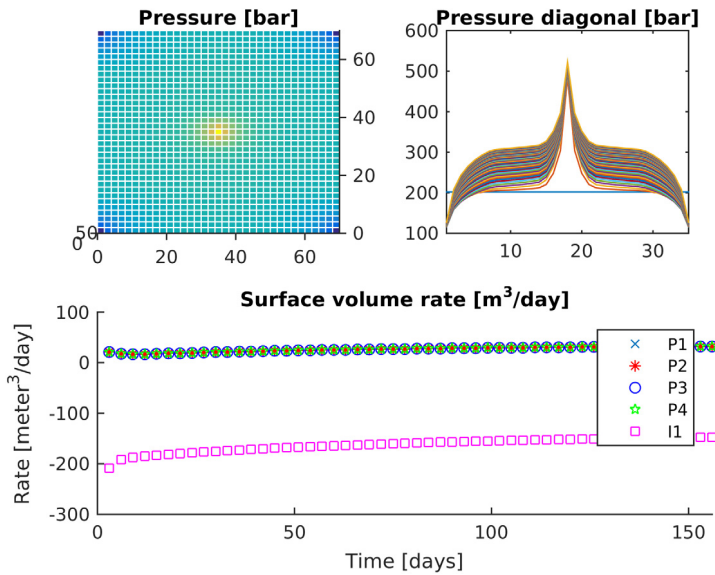 Pressure [bar]
60
40
20
0
50
0
0 20 40 60
Pressure diagonal [bar]
600
500
400
300
200
100
10 20 30
Surface volume rate [m³/day]
100
0
-100
-200
-300
Rate [meter³/day]
0 50 100 150
Time [days]
P1
P2
P3
P4
I1